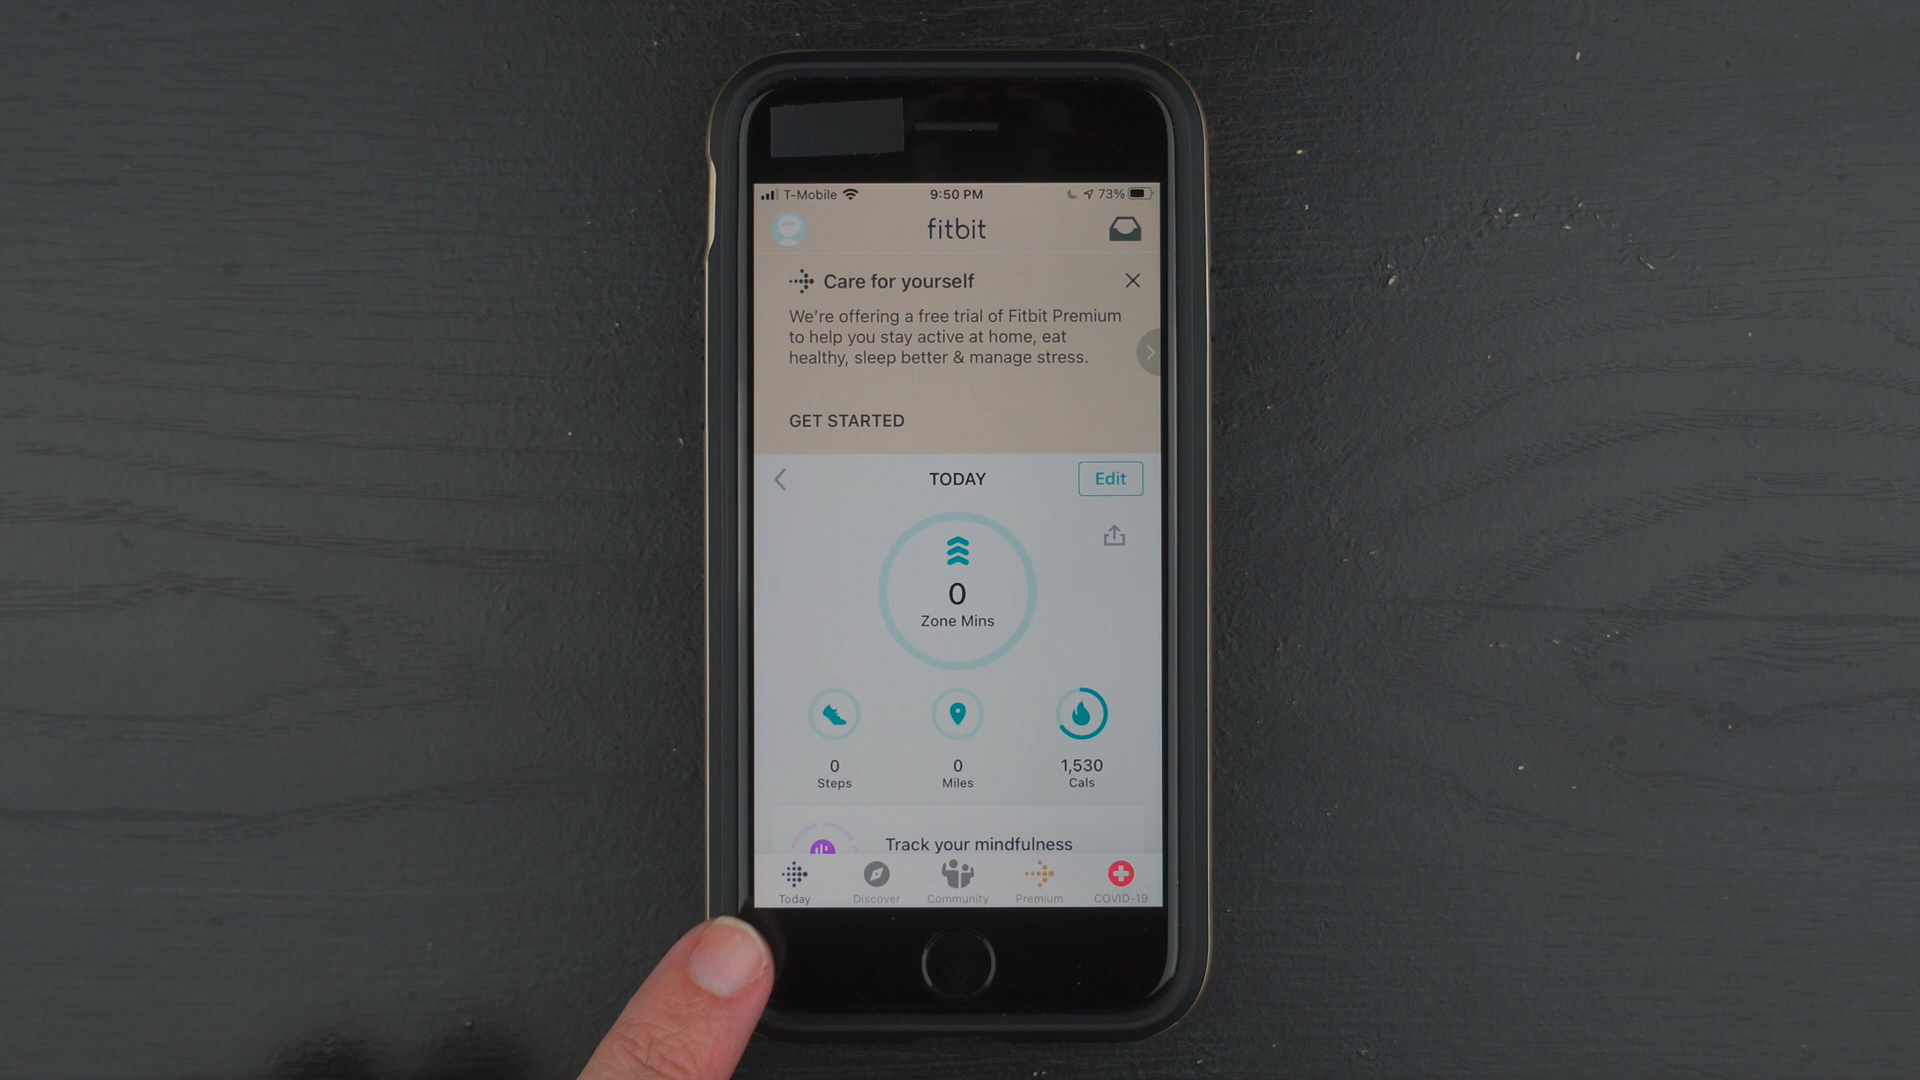 T-Mobile 9:50 PM 73%
fitbit
Care for yourself
We're offering a free trial of Fitbit Premium
to help you stay active at home, eat
healthy, sleep better & manage stress.
GET STARTED
TODAY Edit
0
Zone Mins
0 0 1,530
Steps Miles Cals
Track your mindfulness
Today Discover Community Premium COVID-19